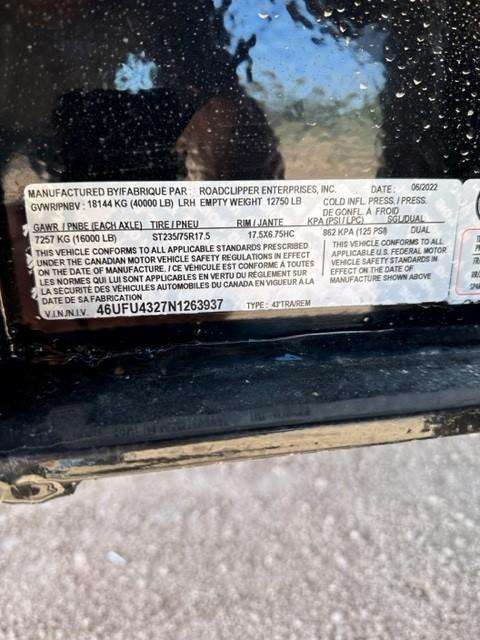 MANUFACTURED BY/FABRIQUÉ PAR : ROADCLIPPER ENTERPRISES, INC. DATE : 06/2022
GVWR/PNBV : 18144 KG (40000 LB) LRH EMPTY WEIGHT 12750 LB COLD INFL. PRESS. / PRESS.
DE GONFL. À FROID
GAWR / PNBE (EACH AXLE) TIRE / PNEU RIM / JANTE KPA (PSI / LPC) SGL/DUAL
7257 KG (16000 LB) ST235/75R17.5 17.5X6.75HC 862 KPA (125 PSI) DUAL
THIS VEHICLE CONFORMS TO ALL APPLICABLE STANDARDS PRESCRIBED
UNDER THE CANADIAN MOTOR VEHICLE SAFETY REGULATIONS IN EFFECT
ON THE DATE OF MANUFACTURE. / CE VÉHICULE EST CONFORME À TOUTES
LES NORMES QUI LUI SONT APPLICABLES EN VERTU DU RÉGLEMENT SUR
LA SÉCURITÉ DES VÉHICULES AUTOMOBILES DU CANADA EN VIGUEUR À LA
DATE DE SA FABRICATION
THIS VEHICLE CONFORMS TO ALL
APPLICABLE U.S. FEDERAL MOTOR
VEHICLE SAFETY STANDARDS IN
EFFECT ON THE DATE OF
MANUFACTURE SHOWN ABOVE
V.I.N./N.I.V. 46UFU4327N1263937 TYPE : 43'TRA/REM